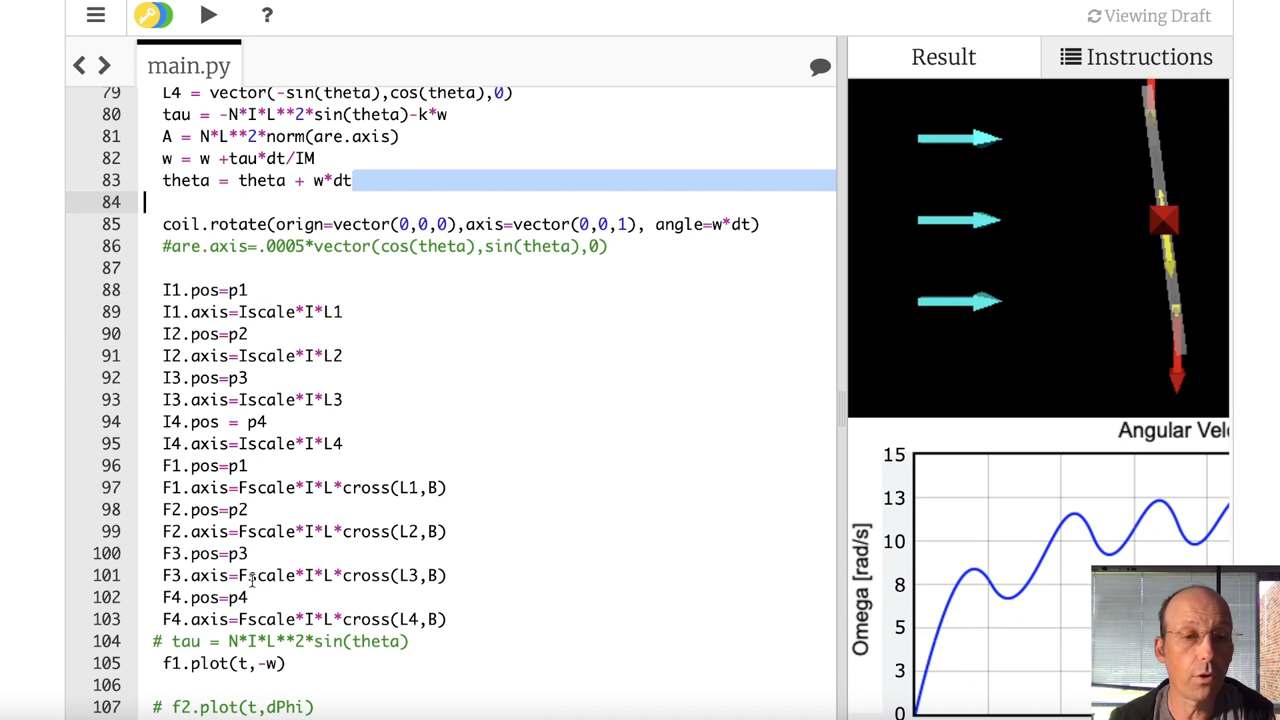 ?
Viewing Draft
main.py
Result
Instructions
79 L4 = vector(-sin(theta),cos(theta),0)
80 tau = -N*I*L**2*sin(theta)-k*w
81 A = N*L**2*norm(are.axis)
82 w = w +tau*dt/IM
83 theta = theta + w*dt
84
85 coil.rotate(orign=vector(0,0,0),axis=vector(0,0,1), angle=w*dt)
86 #are.axis=.0005*vector(cos(theta),sin(theta),0)
87
88 I1.pos=p1
89 I1.axis=Iscale*I*L1
90 I2.pos=p2
91 I2.axis=Iscale*I*L2
92 I3.pos=p3
93 I3.axis=Iscale*I*L3
94 I4.pos = p4
95 I4.axis=Iscale*I*L4
96 F1.pos=p1
97 F1.axis=Fscale*I*L*cross(L1,B)
98 F2.pos=p2
99 F2.axis=Fscale*I*L*cross(L2,B)
100 F3.pos=p3
101 F3.axis=Fscale*I*L*cross(L3,B)
102 F4.pos=p4
103 F4.axis=Fscale*I*L*cross(L4,B)
104 # tau = N*I*L**2*sin(theta)
105 f1.plot(t,-w)
106
107 # f2.plot(t,dPhi)
Angular Vel
Omega [rad/s]
15
13
10
8
5
3
0